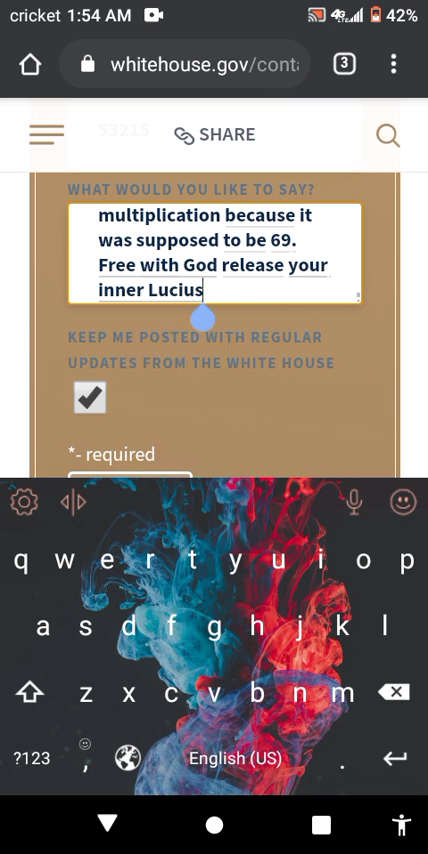 cricket 1:54 AM 4G LTE 42%
whitehouse.gov/conta 3
53215 SHARE
WHAT WOULD YOU LIKE TO SAY?
multiplication because it
was supposed to be 69.
Free with God release your
inner Lucius
KEEP ME POSTED WITH REGULAR
UPDATES FROM THE WHITE HOUSE
*- required
q w e r t y u i o p
a s d f g h j k l
z x c v b n m
?123 , English (US) .